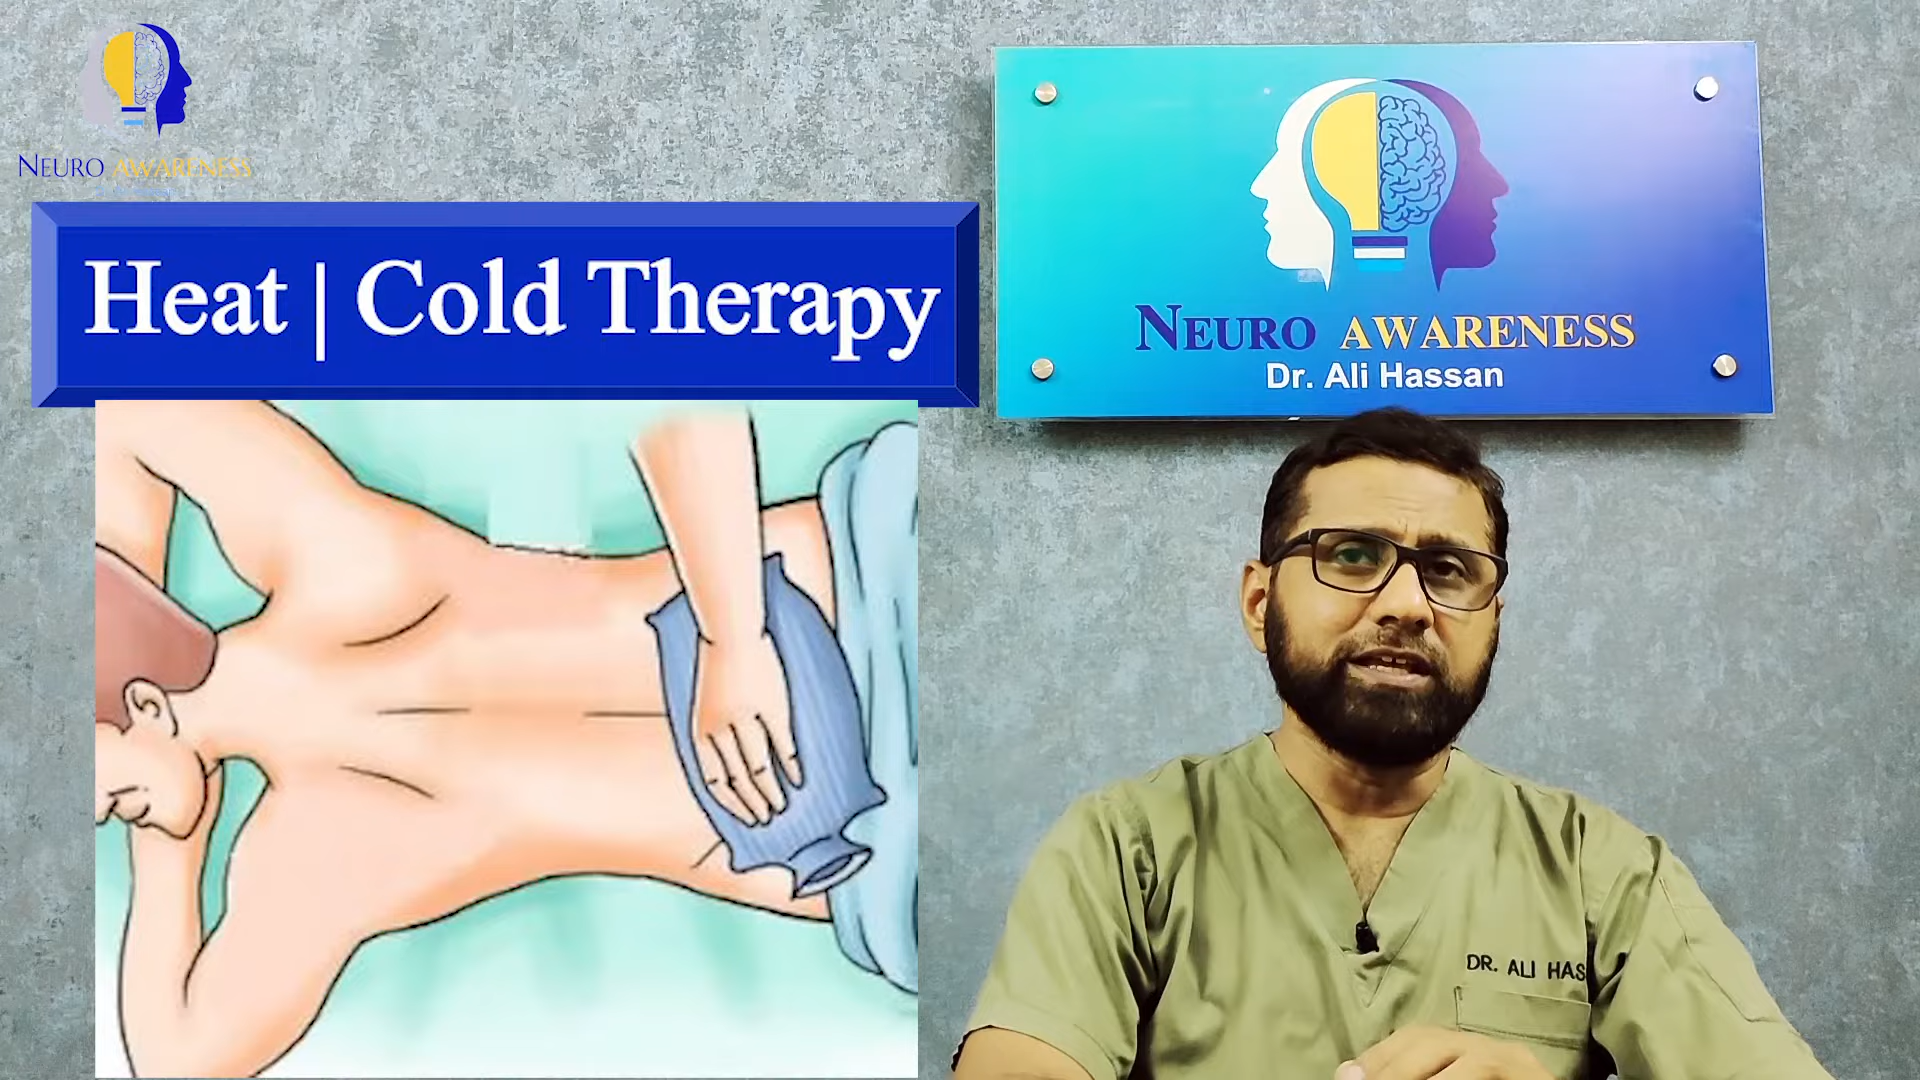 NEURO AWARENESS
Heat | Cold Therapy
NEURO AWARENESS
Dr. Ali Hassan
DR. ALI HAS